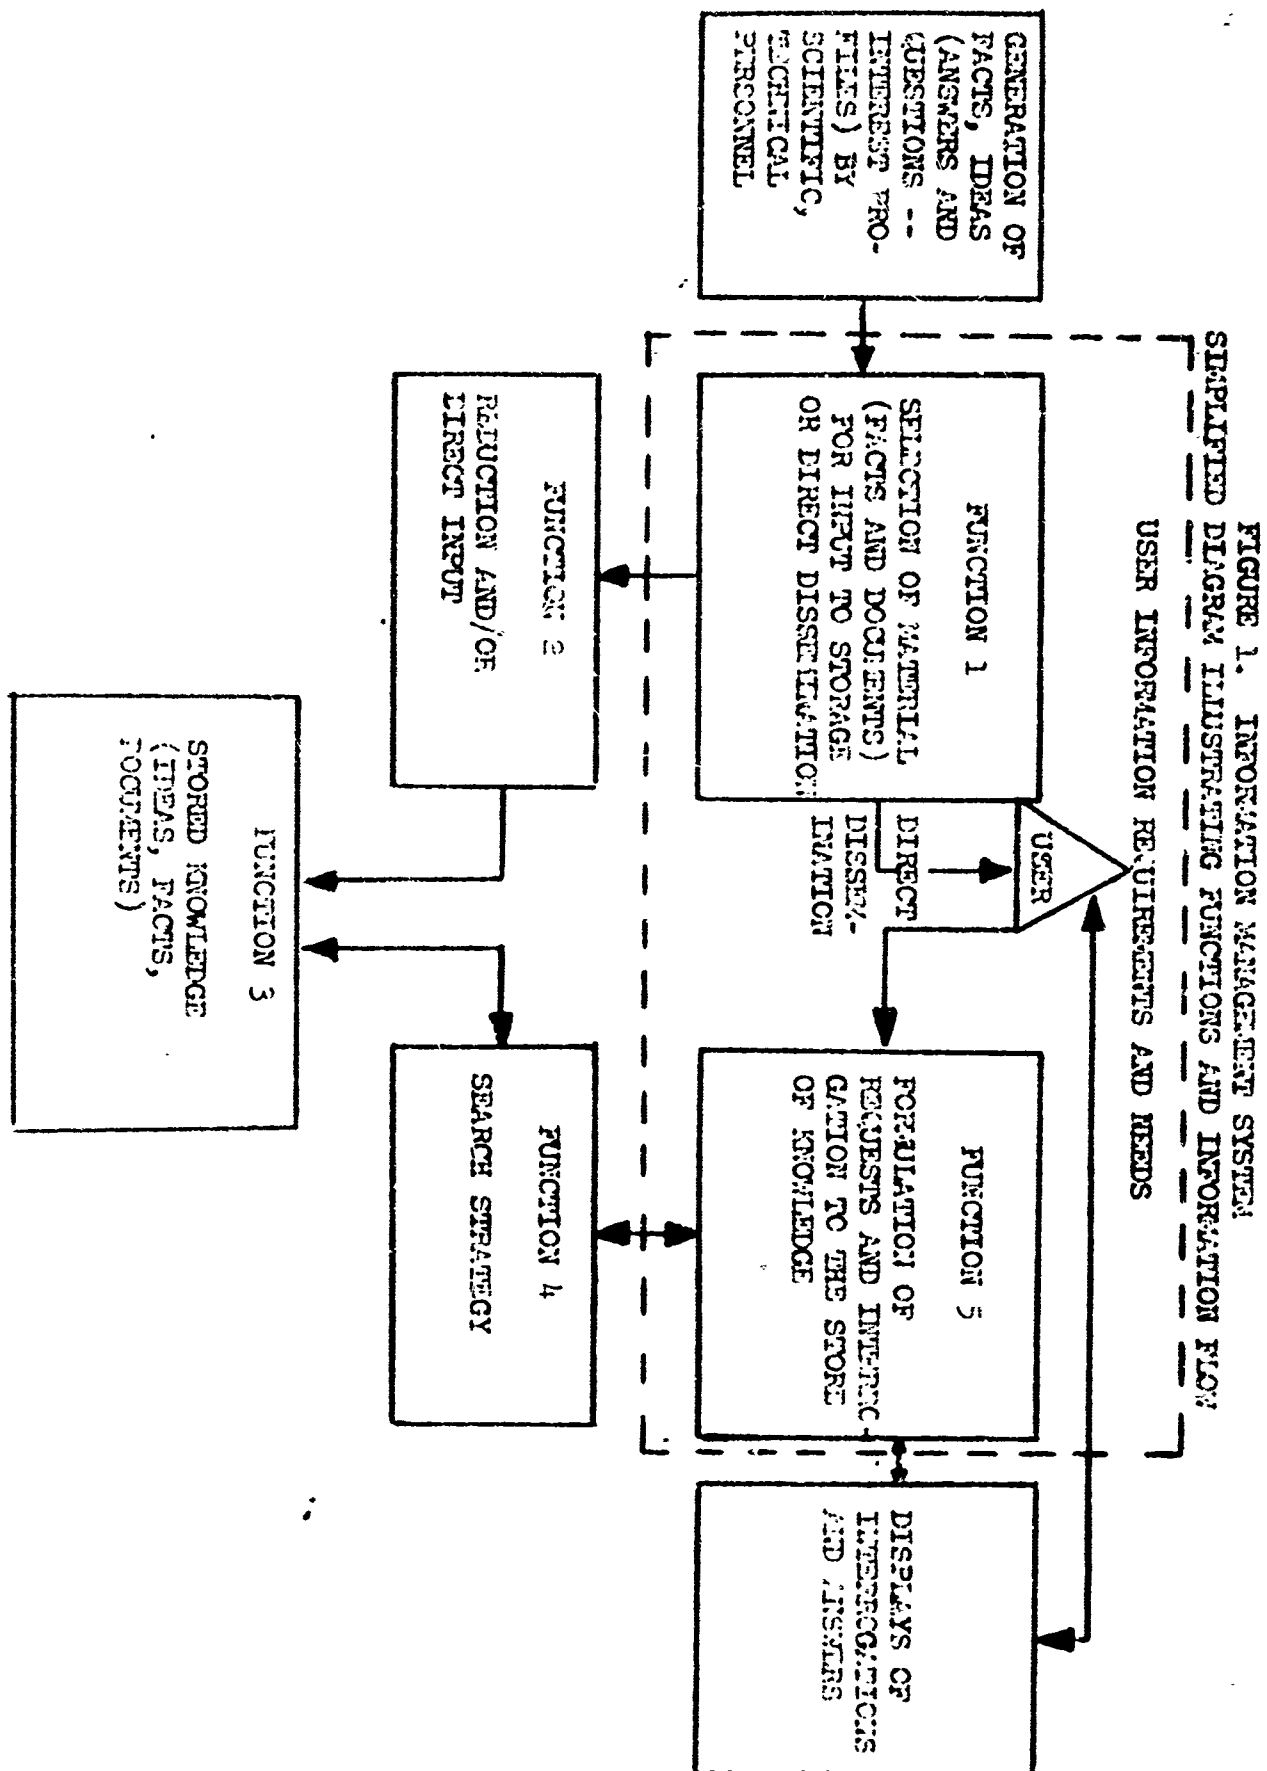 FIGURE 1. INFORMATION MANAGEMENT SYSTEM
SIMPLIFIED DIAGRAM ILLUSTRATING FUNCTIONS AND INFORMATION FLOW
USER INFORMATION REQUIREMENTS AND NEEDS
GENERATION OF
FACTS, IDEAS
(ANSWERS AND
QUESTIONS --
INTEREST PRO-
FILES) BY
SCIENTIFIC,
TECHNICAL
PERSONNEL
FUNCTION 1
SELECTION OF MATERIAL
(FACTS AND DOCUMENTS)
FOR INPUT TO STORAGE
OR DIRECT DISSEMINATION
USER
DIRECT
DISSEM-
INATION
FUNCTION 5
FORMULATION OF
REQUESTS AND INTERRO-
GATION TO THE STORE
OF KNOWLEDGE
DISPLAYS OF
INTERROGATIONS
AND ANSWERS
FUNCTION 2
REDUCTION AND/OR
DIRECT INPUT
FUNCTION 4
SEARCH STRATEGY
FUNCTION 3
STORED KNOWLEDGE
(IDEAS, FACTS,
DOCUMENTS)